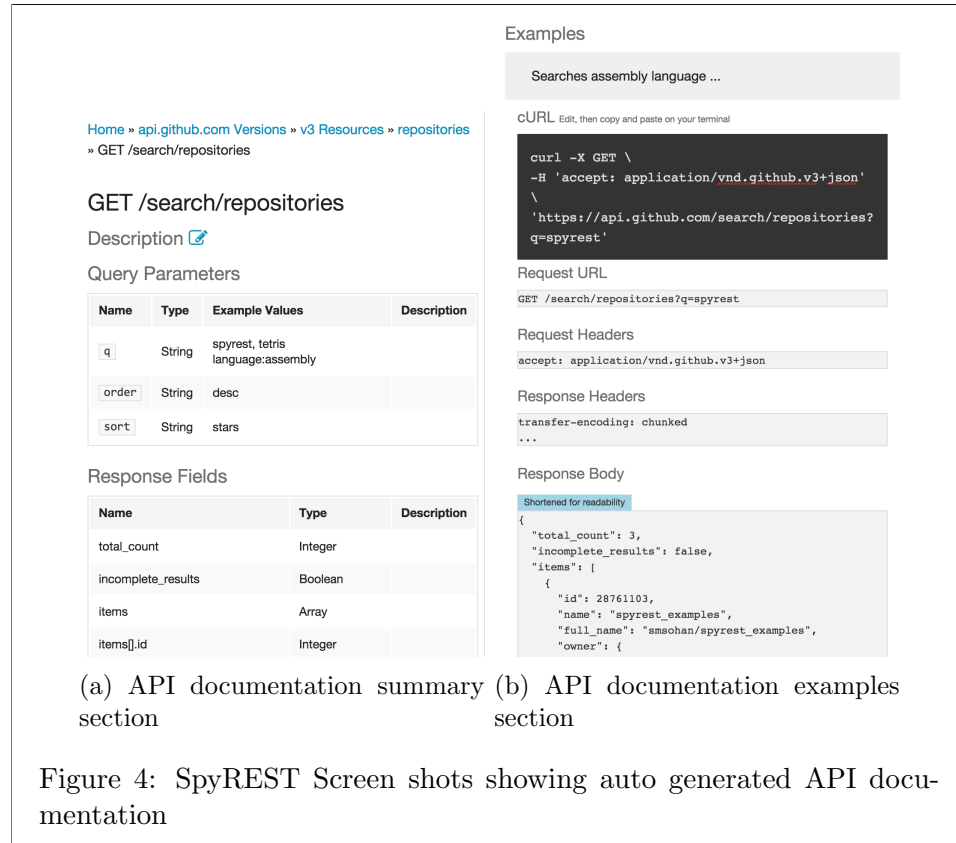 Home » api.github.com Versions » v3 Resources » repositories
» GET /search/repositories
GET /search/repositories
Description
Query Parameters
Name Type Example Values Description
q String spyrest, tetris
language:assembly
order String desc
sort String stars
Response Fields
Name Type Description
total_count Integer
incomplete_results Boolean
items Array
items[].id Integer
(a) API documentation summary
section
Examples
Searches assembly language ...
cURL Edit, then copy and paste on your terminal
curl -X GET \
-H 'accept: application/vnd.github.v3+json'
\
'https://api.github.com/search/repositories?
q=spyrest'
Request URL
GET /search/repositories?q=spyrest
Request Headers
accept: application/vnd.github.v3+json
Response Headers
transfer-encoding: chunked
...
Response Body
Shortened for readability
{
"total_count": 3,
"incomplete_results": false,
"items": [
{
"id": 28761103,
"name": "spyrest_examples",
"full_name": "smsohan/spyrest_examples",
"owner": {
(b) API documentation examples
section
Figure 4: SpyREST Screen shots showing auto generated API docu-
mentation